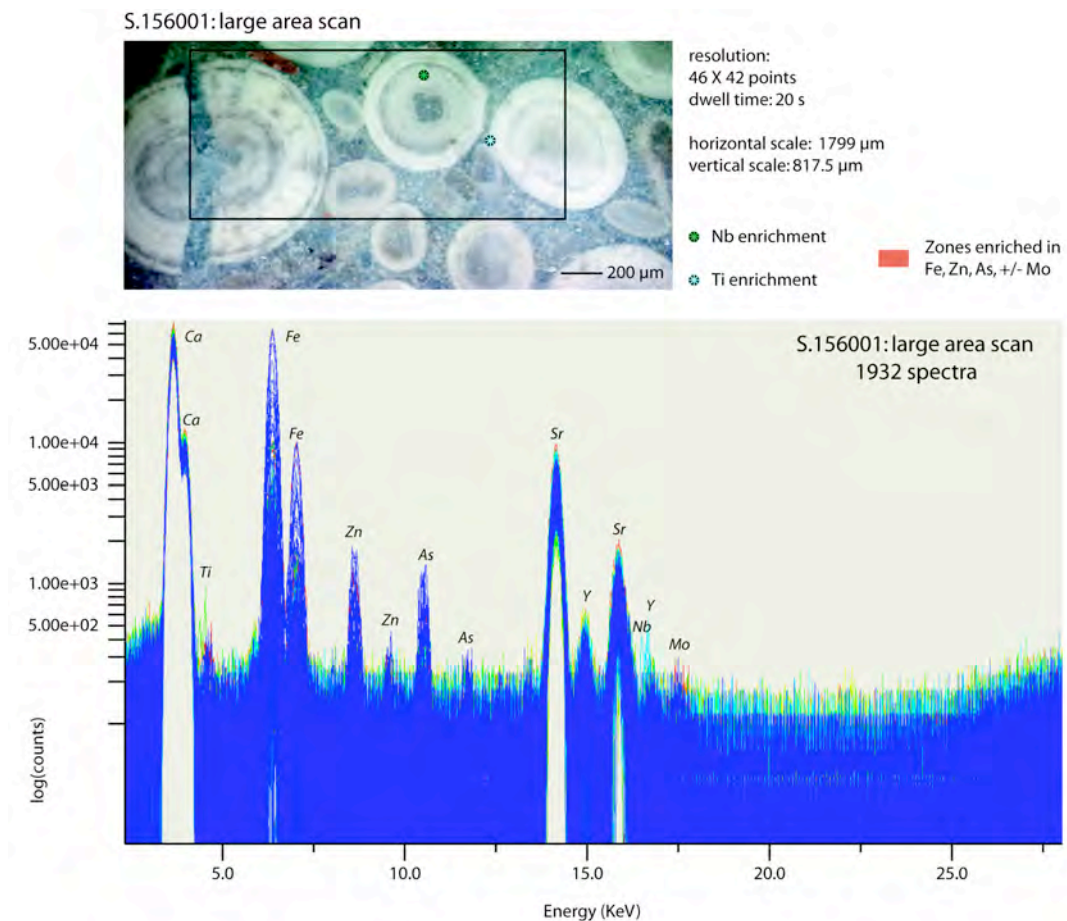 S.156001: large area scan
resolution:
46 X 42 points
dwell time: 20 s
horizontal scale: 1799 µm
vertical scale: 817.5 µm
Nb enrichment
Ti enrichment
Zones enriched in
Fe, Zn, As, +/- Mo
200 µm
S.156001: large area scan
1932 spectra
5.00e+04
1.00e+04
5.00e+03
1.00e+03
5.00e+02
log(counts)
Ca
Ca
Ti
Fe
Fe
Zn
Zn
As
As
Sr
Y
Sr
Nb
Y
Mo
5.0
10.0
15.0
20.0
25.0
Energy (KeV)